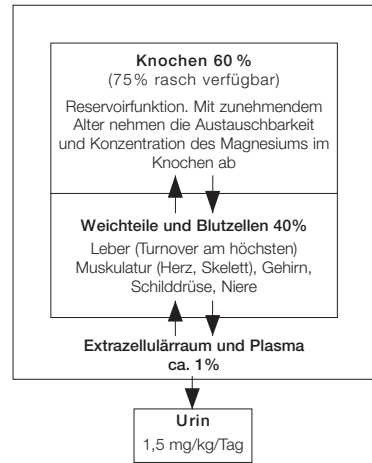 Knochen 60 %
(75% rasch verfügbar)
Reservoirfunktion. Mit zunehmendem
Alter nehmen die Austauschbarkeit
und Konzentration des Magnesiums im
Knochen ab
Weichteile und Blutzellen 40%
Leber (Turnover am höchsten)
Muskulatur (Herz, Skelett), Gehirn,
Schilddrüse, Niere
Extrazellulärraum und Plasma
ca. 1%
Urin
1,5 mg/kg/Tag